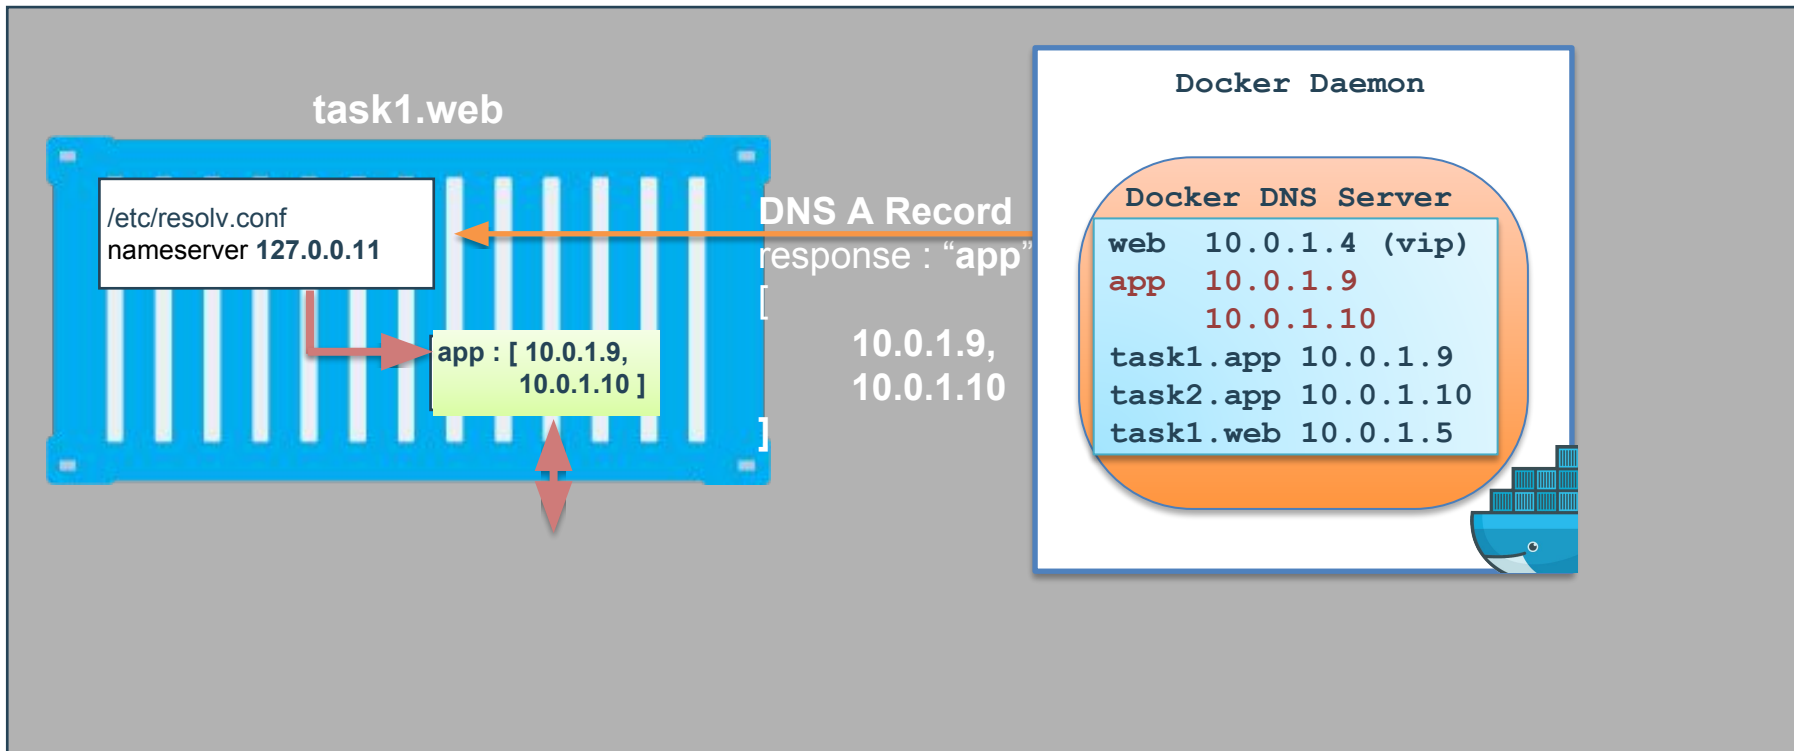 task1.web
/etc/resolv.conf
nameserver 127.0.0.11
app : [ 10.0.1.9,
10.0.1.10 ]
DNS A Record
response : “app”
[
10.0.1.9,
10.0.1.10
]
Docker Daemon
Docker DNS Server
web 10.0.1.4 (vip)
app 10.0.1.9
10.0.1.10
task1.app 10.0.1.9
task2.app 10.0.1.10
task1.web 10.0.1.5